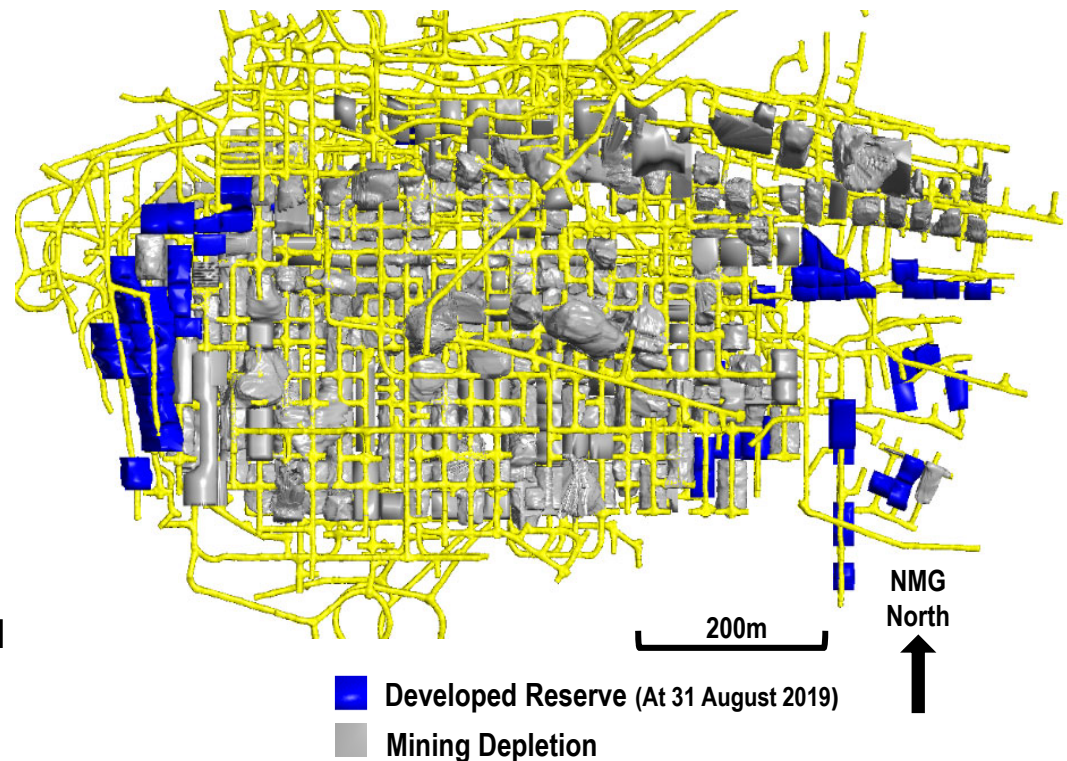 200m
NMG
North
Developed Reserve (At 31 August 2019)
Mining Depletion